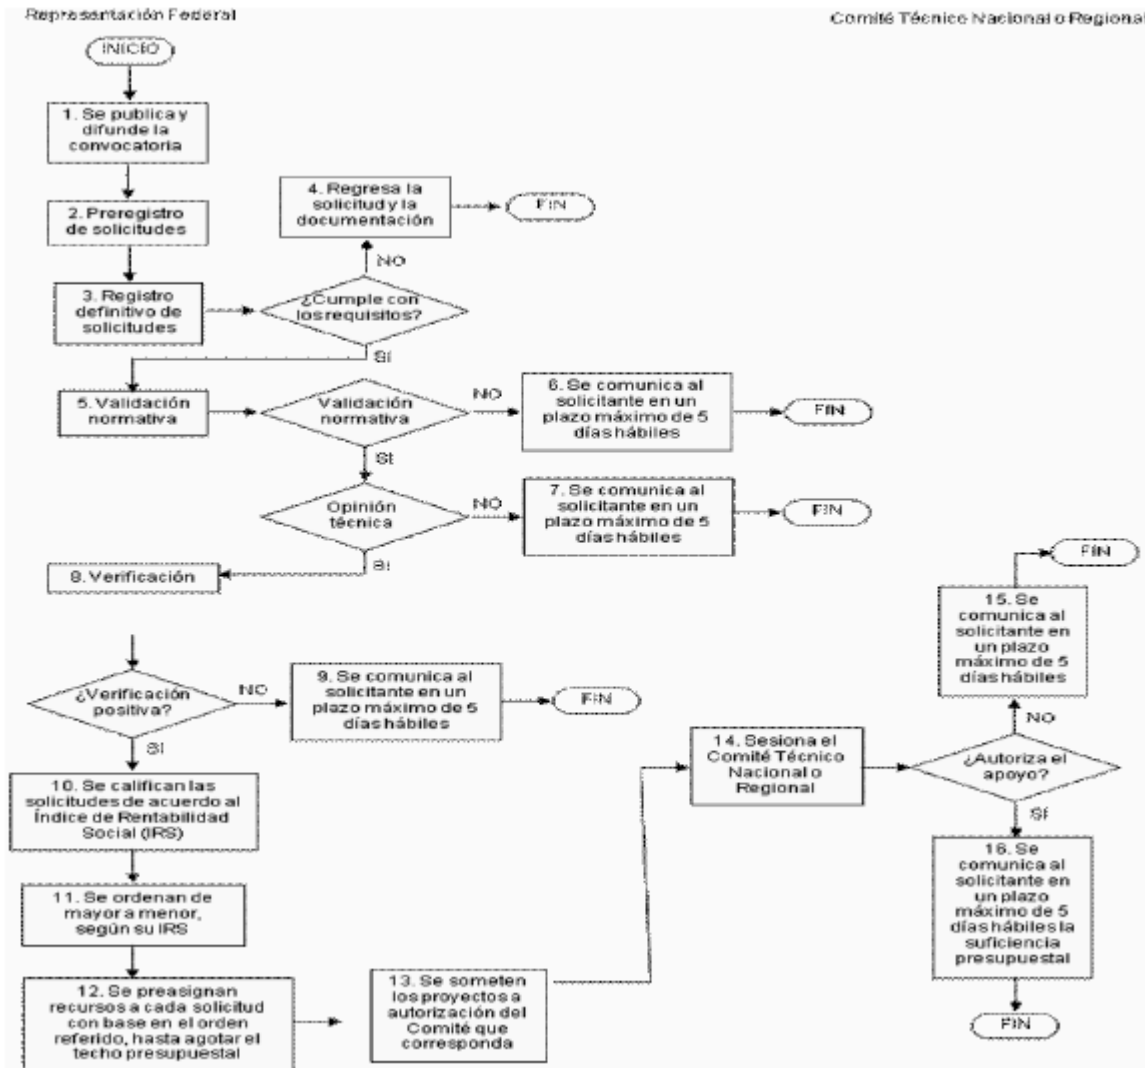 Representación Federal
Comité Técnico Nacional o Regional
INICIO
1. Se publica y
difunde la
convocatoria
2. Preregistro
de solicitudes
3. Registro
definitivo de
solicitudes
¿Cumple con
los requisitos?
NO
4. Regresa la
solicitud y la
documentación
FIN
Sí
5. Validación
normativa
Validación
normativa
NO
6. Se comunica al
solicitante en un
plazo máximo de 5
días hábiles
FIN
Sí
Opinión
técnica
NO
7. Se comunica al
solicitante en un
plazo máximo de 5
días hábiles
FIN
Sí
8. Verificación
¿Verificación
positiva?
NO
9. Se comunica al
solicitante en un
plazo máximo de 5
días hábiles
FIN
SÍ
10. Se califican las
solicitudes de acuerdo al
Índice de Rentabilidad
Social (IRS)
11. Se ordenan de
mayor a menor,
según su IRS
12. Se preasignan
recursos a cada solicitud
con base en el orden
referido, hasta agotar el
techo presupuestal
13. Se someten
los proyectos a
autorización del
Comité que
corresponda
14. Sesiona el
Comité Técnico
Nacional o
Regional
¿Autoriza el
apoyo?
NO
15. Se
comunica al
solicitante en
un plazo
máximo de 5
días hábiles
FIN
SÍ
16. Se
comunica al
solicitante en
un plazo
máximo de 5
días hábiles la
suficiencia
presupuestal
FIN